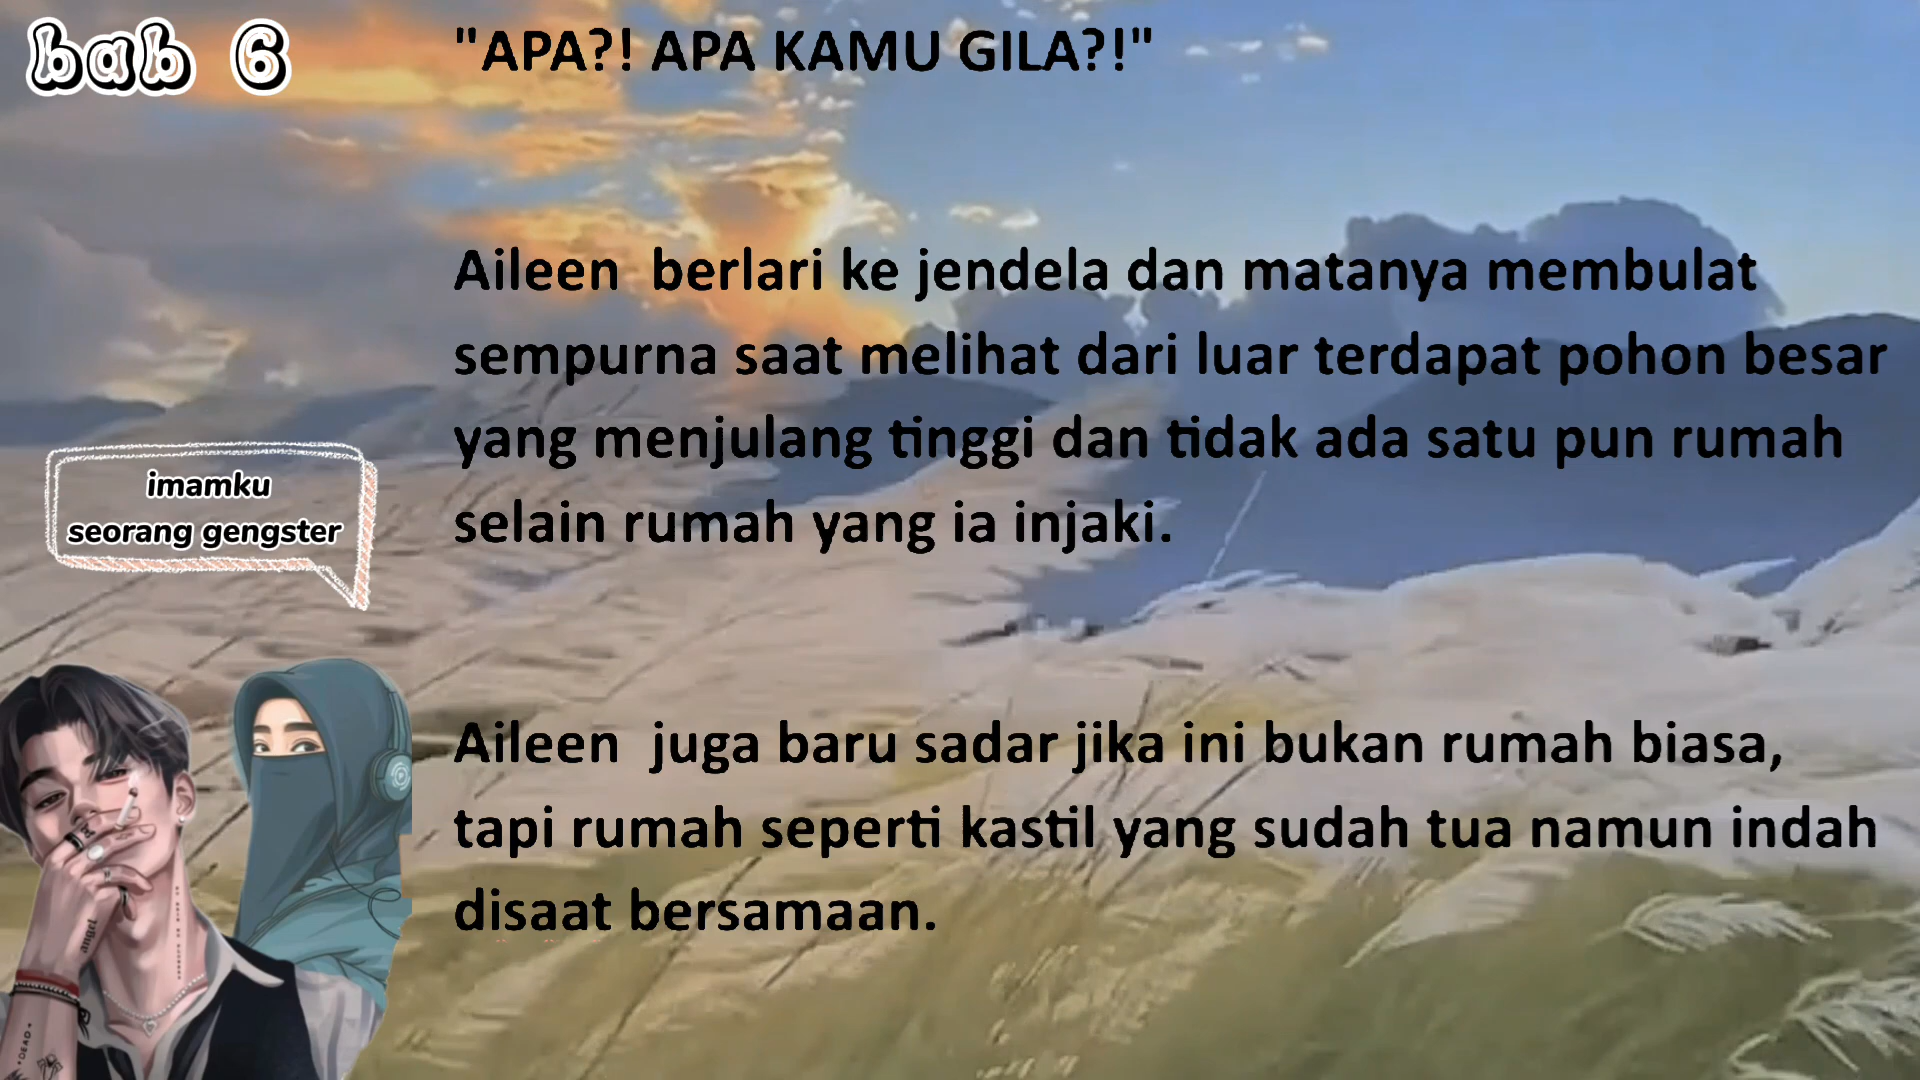 bab 6
"APA?! APA KAMU GILA?!"
Aileen berlari ke jendela dan matanya membulat
sempurna saat melihat dari luar terdapat pohon besar
yang menjulang tinggi dan tidak ada satu pun rumah
selain rumah yang ia injaki.
imamku
seorang gengster
Aileen juga baru sadar jika ini bukan rumah biasa,
tapi rumah seperti kastil yang sudah tua namun indah
disaat bersamaan.
angel
DEAD